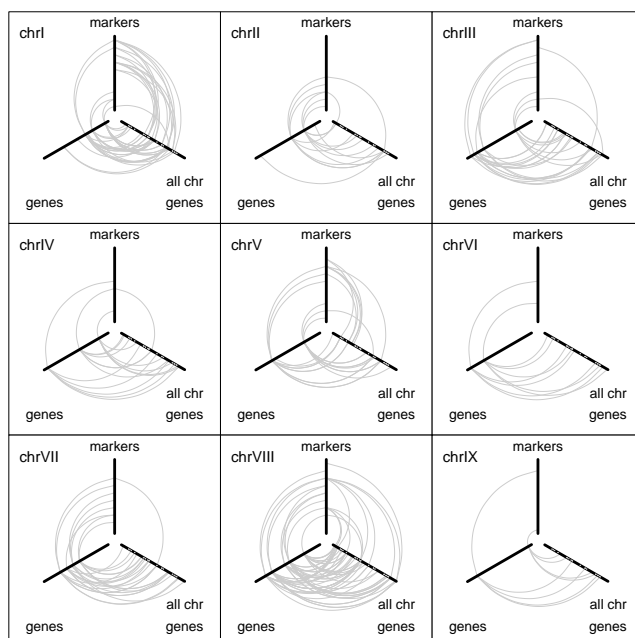 markers
chrI
all chr
genes genes
markers
chrII
all chr
genes genes
markers
chrIII
all chr
genes genes
markers
chrIV
all chr
genes genes
markers
chrV
all chr
genes genes
markers
chrVI
all chr
genes genes
markers
chrVII
all chr
genes genes
markers
chrVIII
all chr
genes genes
markers
chrIX
all chr
genes genes